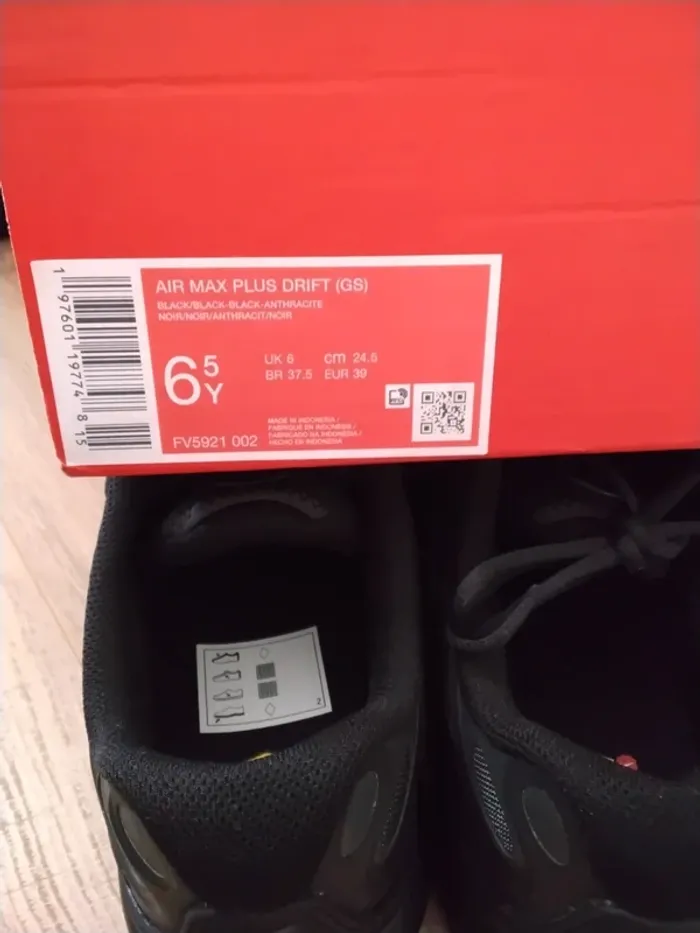 AIR MAX PLUS DRIFT (GS)
BLACK/BLACK-BLACK-ANTHRACITE
NOIR/NOIR/ANTHRACIT/NOIR
6 5 Y
UK 6 cm 24.5
BR 37.5 EUR 39
FV5921 002
MADE IN INDONESIA /
FABRIQUE EN INDONESIE /
FABRICADO NA INDONESIA /
HECHO EN INDONESIA
1 97601 19774 8 15
2